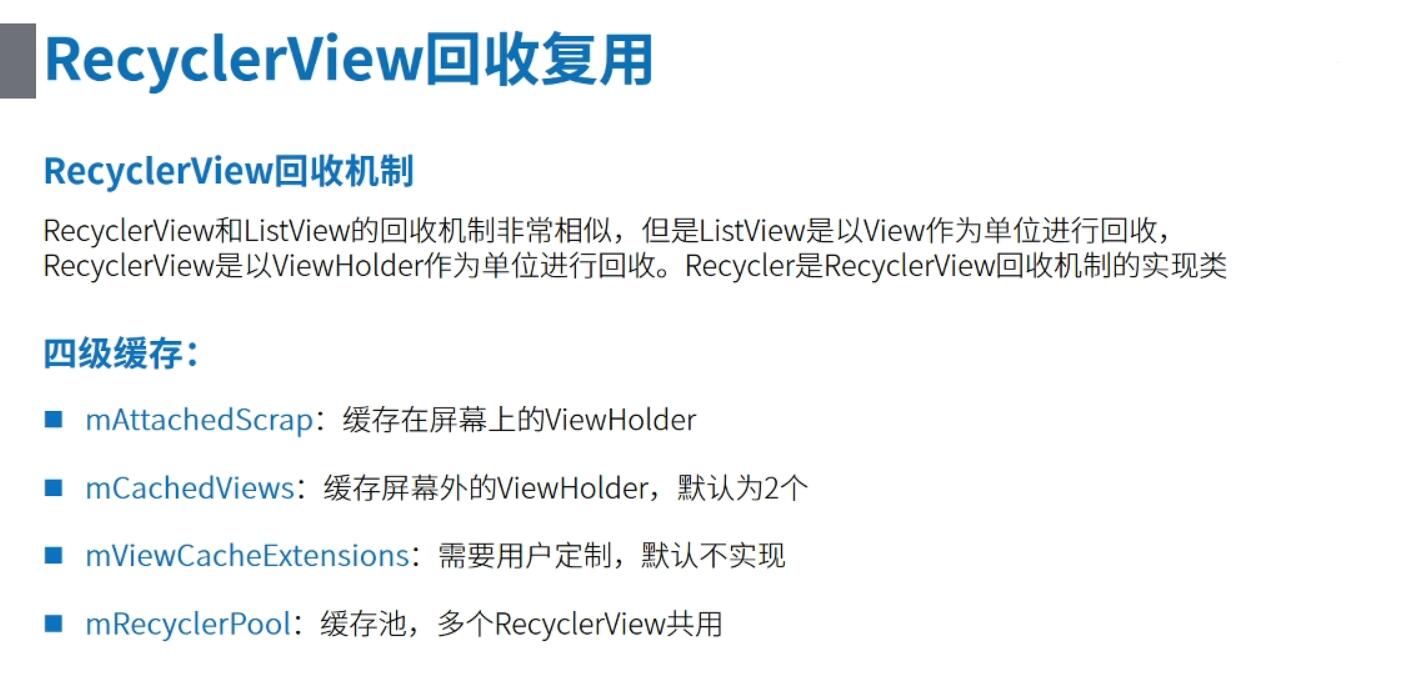 RecyclerView回收复用
RecyclerView回收机制
RecyclerView和ListView的回收机制非常相似，但是ListView是以View作为单位进行回收，
RecyclerView是以ViewHolder作为单位进行回收。Recycler是RecyclerView回收机制的实现类
四级缓存：
■ mAttachedScrap：缓存在屏幕上的ViewHolder
■ mCachedViews：缓存屏幕外的ViewHolder，默认为2个
■ mViewCacheExtensions：需要用户定制，默认不实现
■ mRecyclerPool：缓存池，多个RecyclerView共用